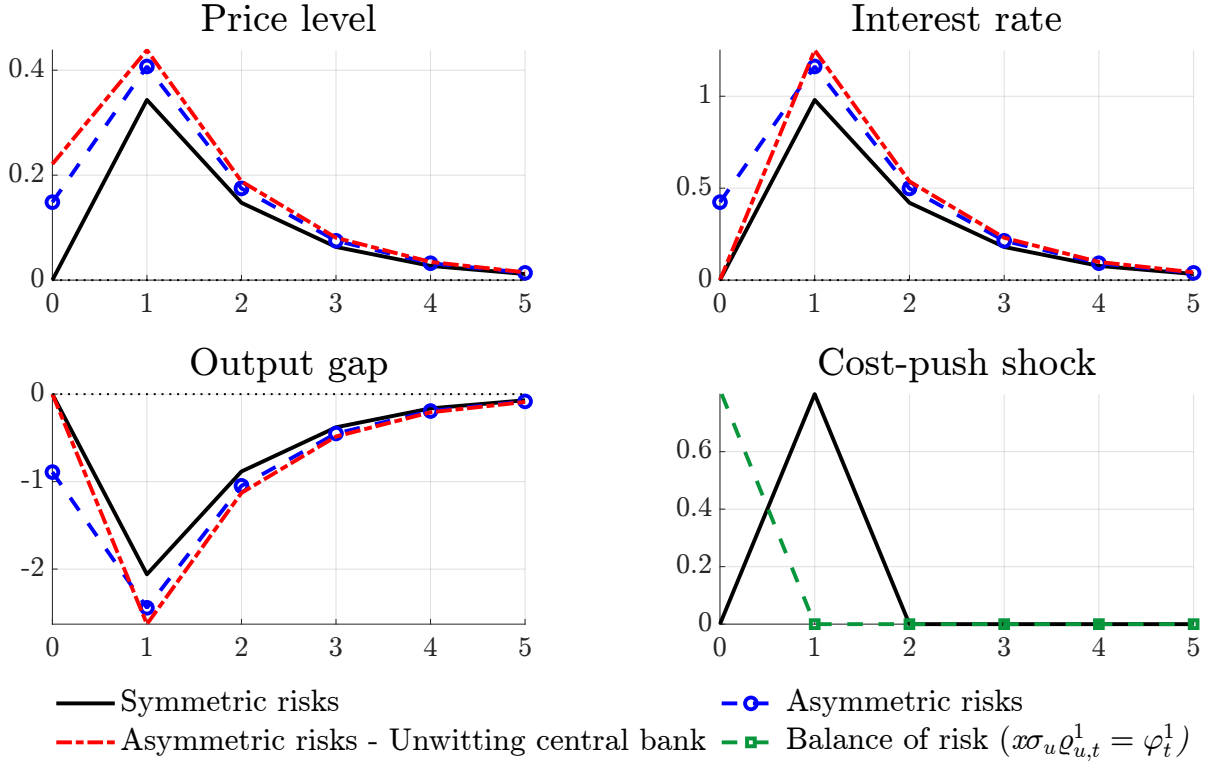 Price level
0.4
0.2
0
0 1 2 3 4 5
Interest rate
1
0.5
0
0 1 2 3 4 5
Output gap
0
-1
-2
0 1 2 3 4 5
Cost-push shock
0.6
0.4
0.2
0
0 1 2 3 4 5
Symmetric risks
Asymmetric risks
Asymmetric risks - Unwitting central bank
Balance of risk ($x\sigma_u\varrho^1_{u,t} = \varphi^1_t$)